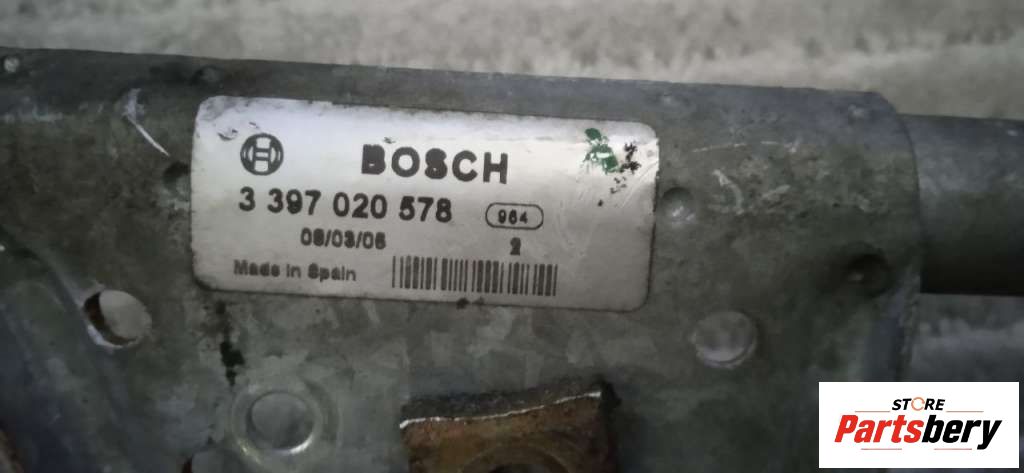 BOSCH
3 397 020 578 964
08/03/06
2
Made in Spain
STORE
Partsbery